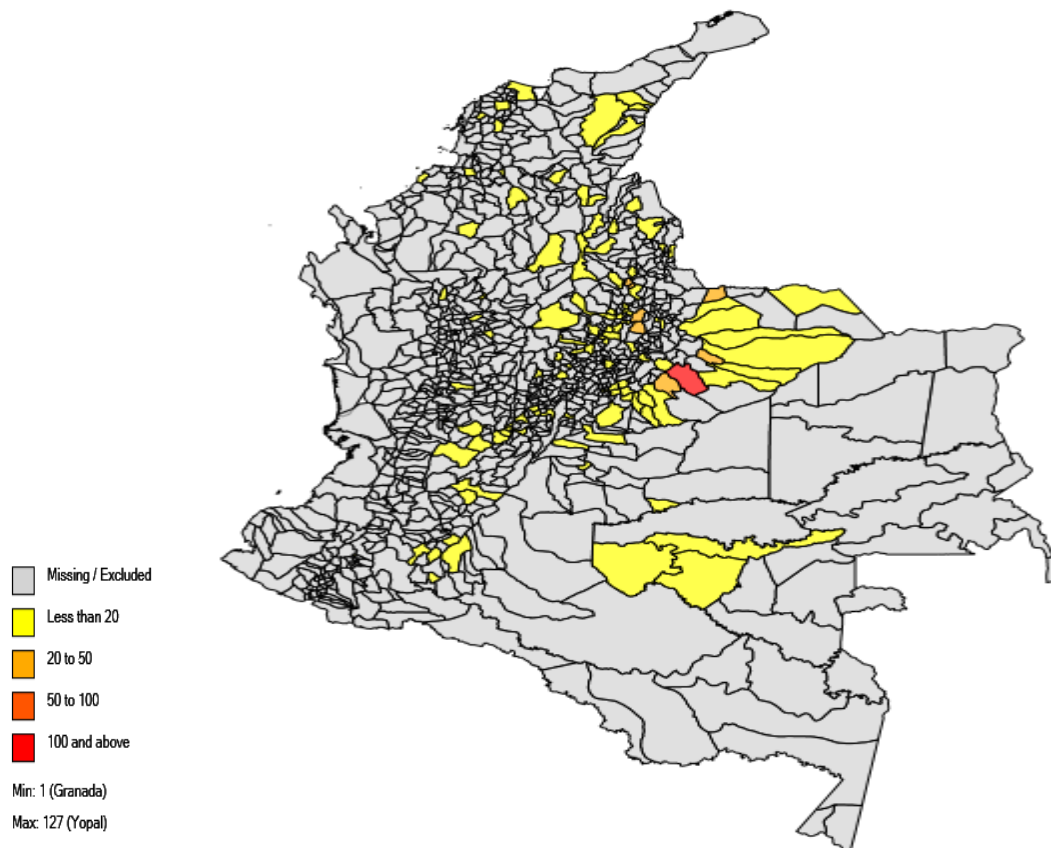 Missing / Excluded
Less than 20
20 to 50
50 to 100
100 and above
Min: 1 (Granada)
Max: 127 (Yopal)